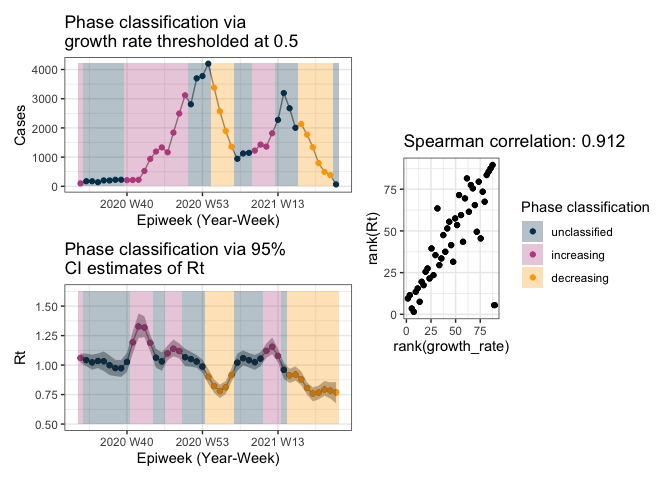 Phase classification via
growth rate thresholded at 0.5
Cases
4000
3000
2000
1000
0
2020 W40 2020 W53 2021 W13
Epiweek (Year-Week)
Phase classification via 95%
CI estimates of Rt
Rt
1.50
1.25
1.00
0.75
0.50
2020 W40 2020 W53 2021 W13
Epiweek (Year-Week)
Spearman correlation: 0.912
rank(Rt)
75
50
25
0
0 25 50 75
rank(growth_rate)
Phase classification
unclassified
increasing
decreasing